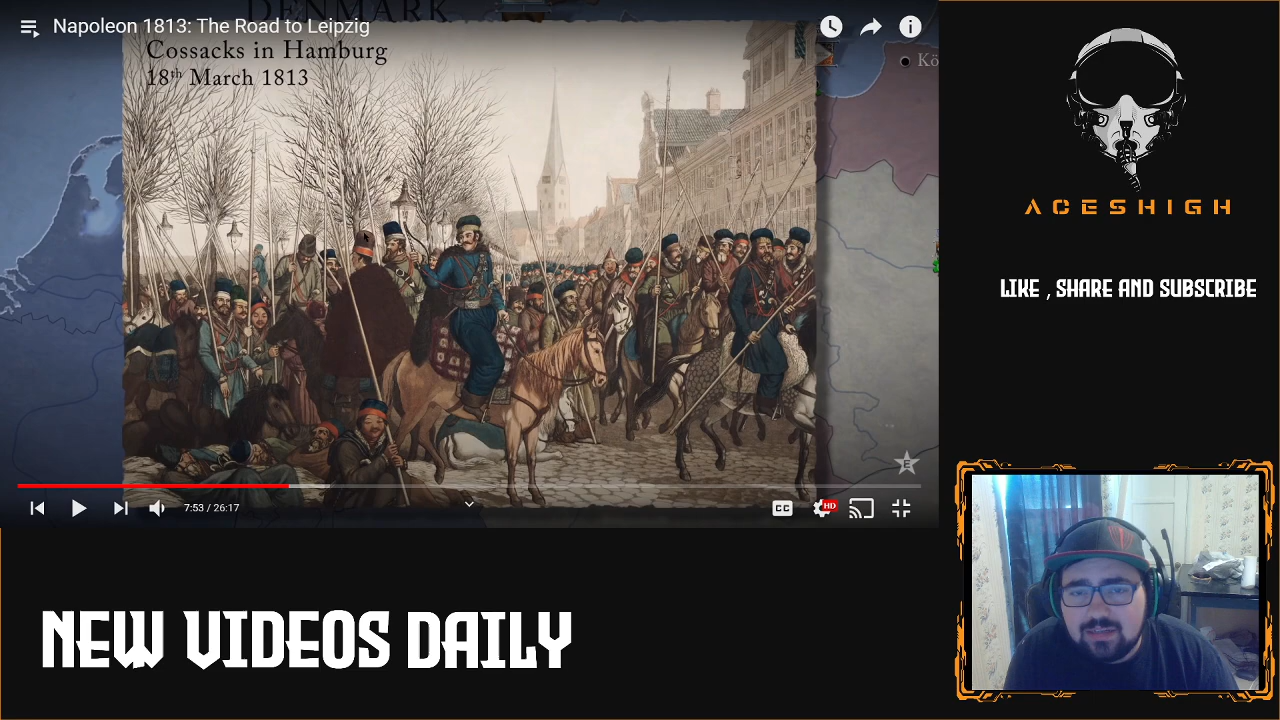 DENMARK
Napoleon 1813: The Road to Leipzig
Cossacks in Hamburg
18th March 1813
Kö
E
7:53 / 26:17
CC
HD
ACESHIGH
LIKE , SHARE AND SUBSCRIBE
NEW VIDEOS DAILY